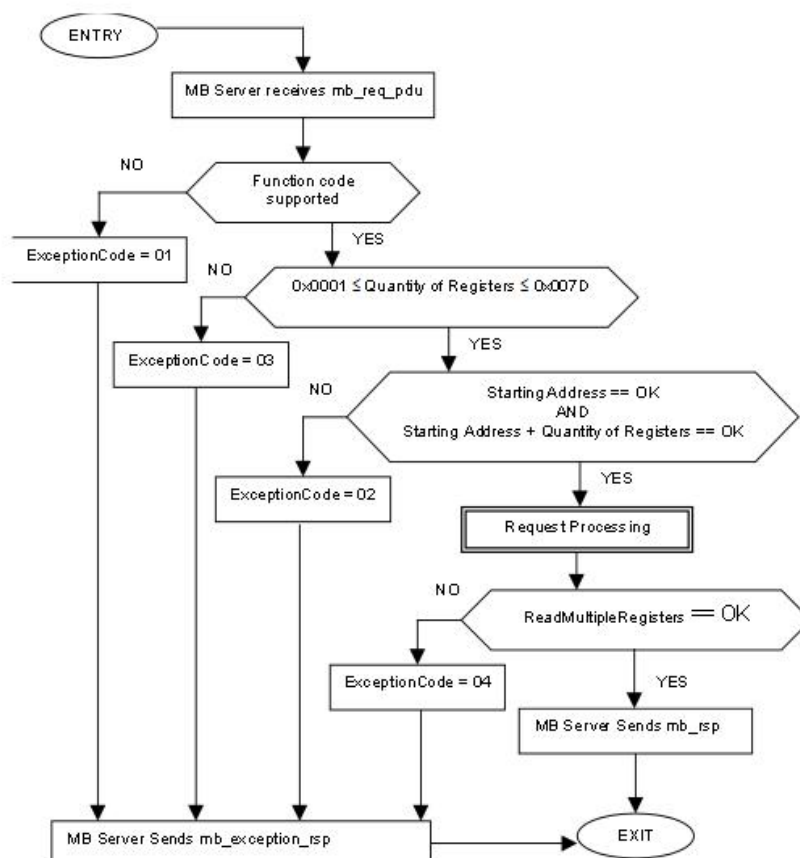 ENTRY
MB Server receives mb_req_pdu
NO
Function code
supported
YES
ExceptionCode = 01
NO
0x0001 ≤ Quantity of Registers ≤ 0x007D
YES
ExceptionCode = 03
NO
Starting Address == OK
AND
Starting Address + Quantity of Registers == OK
YES
ExceptionCode = 02
Request Processing
NO
ReadMultipleRegisters == OK
YES
ExceptionCode = 04
MB Server Sends mb_rsp
MB Server Sends mb_exception_rsp
EXIT